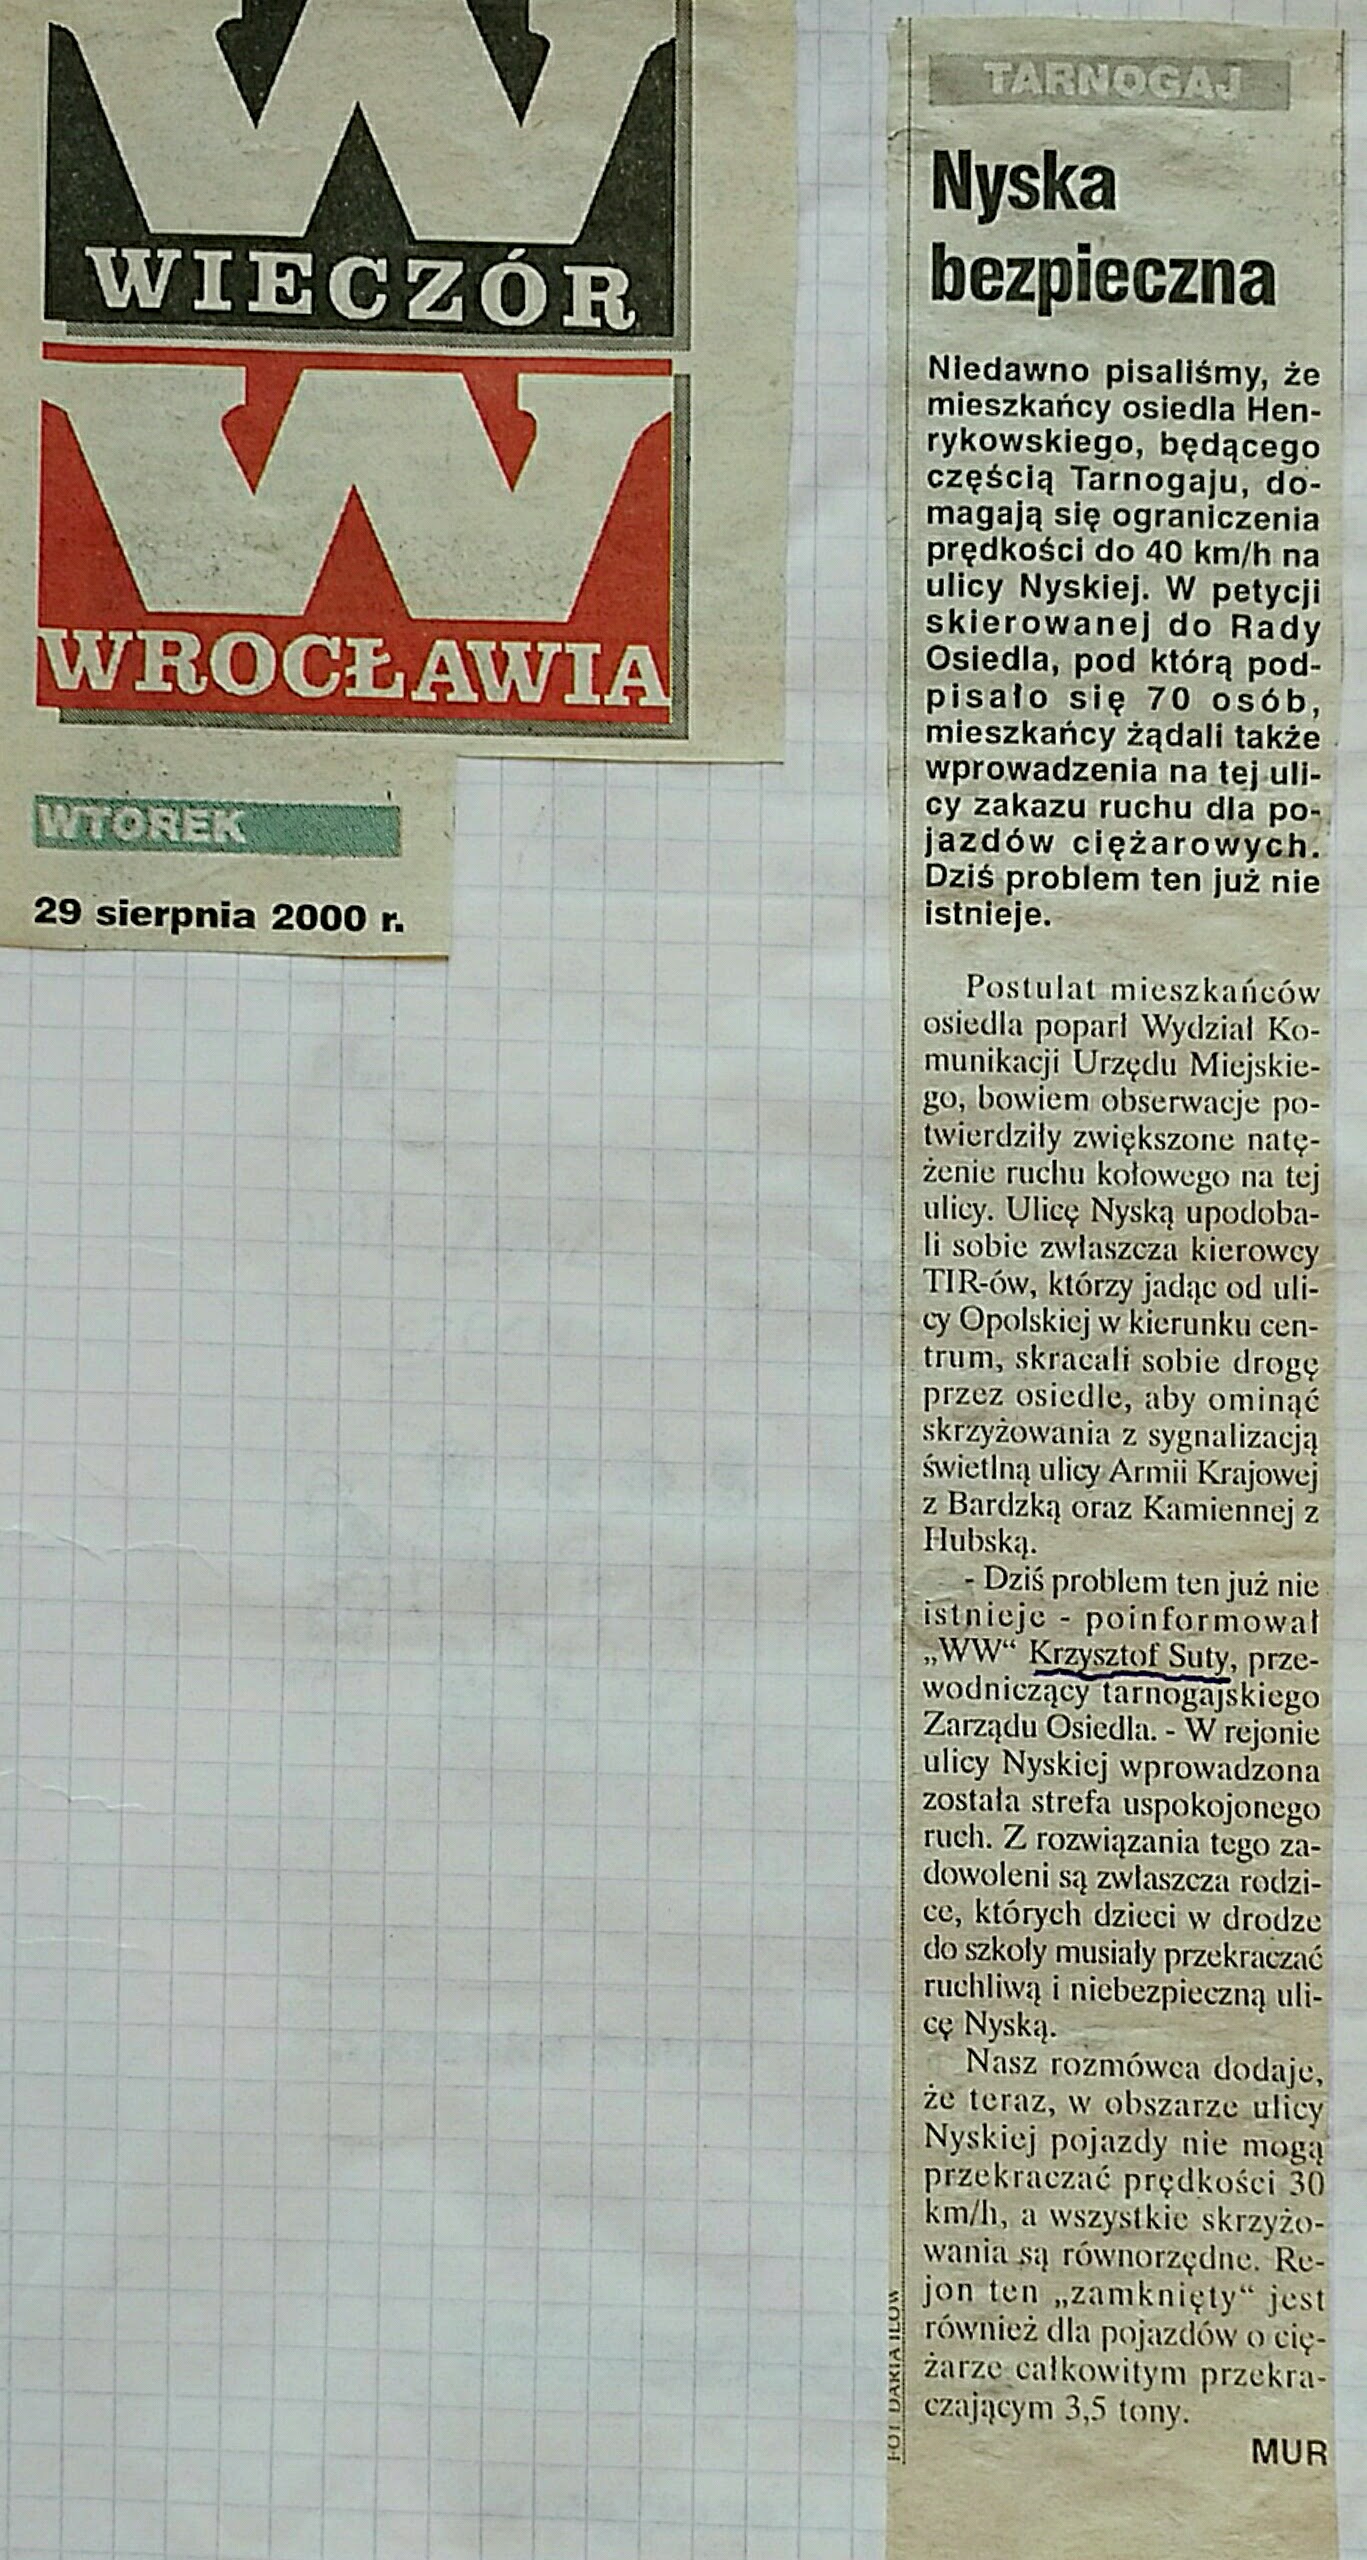 WIECZÓR
WROCŁAWIA
WTOREK
29 sierpnia 2000 r.
TARNOGAJ
Nyska
bezpieczna
Niedawno pisaliśmy, że
mieszkańcy osiedla Hen-
rykowskiego, będącego
częścią Tarnogaju, do-
magają się ograniczenia
prędkości do 40 km/h na
ulicy Nyskiej. W petycji
skierowanej do Rady
Osiedla, pod którą pod-
pisało się 70 osób,
mieszkańcy żądali także
wprowadzenia na tej uli-
cy zakazu ruchu dla po-
jazdów ciężarowych.
Dziś problem ten już nie
istnieje.
Postulat mieszkańców
osiedla poparł Wydział Ko-
munikacji Urzędu Miejskie-
go, bowiem obserwacje po-
twierdziły zwiększone natę-
żenie ruchu kołowego na tej
ulicy. Ulicę Nyską upodoba-
li sobie zwłaszcza kierowcy
TIR-ów, którzy jadąc od uli-
cy Opolskiej w kierunku cen-
trum, skracali sobie drogę
przez osiedle, aby ominąć
skrzyżowania z sygnalizacją
świetlną ulicy Armii Krajowej
z Bardzką oraz Kamiennej z
Hubską.
- Dziś problem ten już nie
istnieje - poinformował
„WW“ Krzysztof Suty, prze-
wodniczący tarnogajskiego
Zarządu Osiedla. - W rejonie
ulicy Nyskiej wprowadzona
została strefa uspokojonego
ruch. Z rozwiązania tego za-
dowoleni są zwłaszcza rodzi-
ce, których dzieci w drodze
do szkoły musiały przekraczać
ruchliwą i niebezpieczną uli-
cę Nyską.
Nasz rozmówca dodaje,
że teraz, w obszarze ulicy
Nyskiej pojazdy nie mogą
przekraczać prędkości 30
km/h, a wszystkie skrzyżo-
wania są równorzędne. Re-
jon ten „zamknięty“ jest
również dla pojazdów o cię-
żarze całkowitym przekra-
czającym 3,5 tony.
MUR
FOT DARIA IŁOW